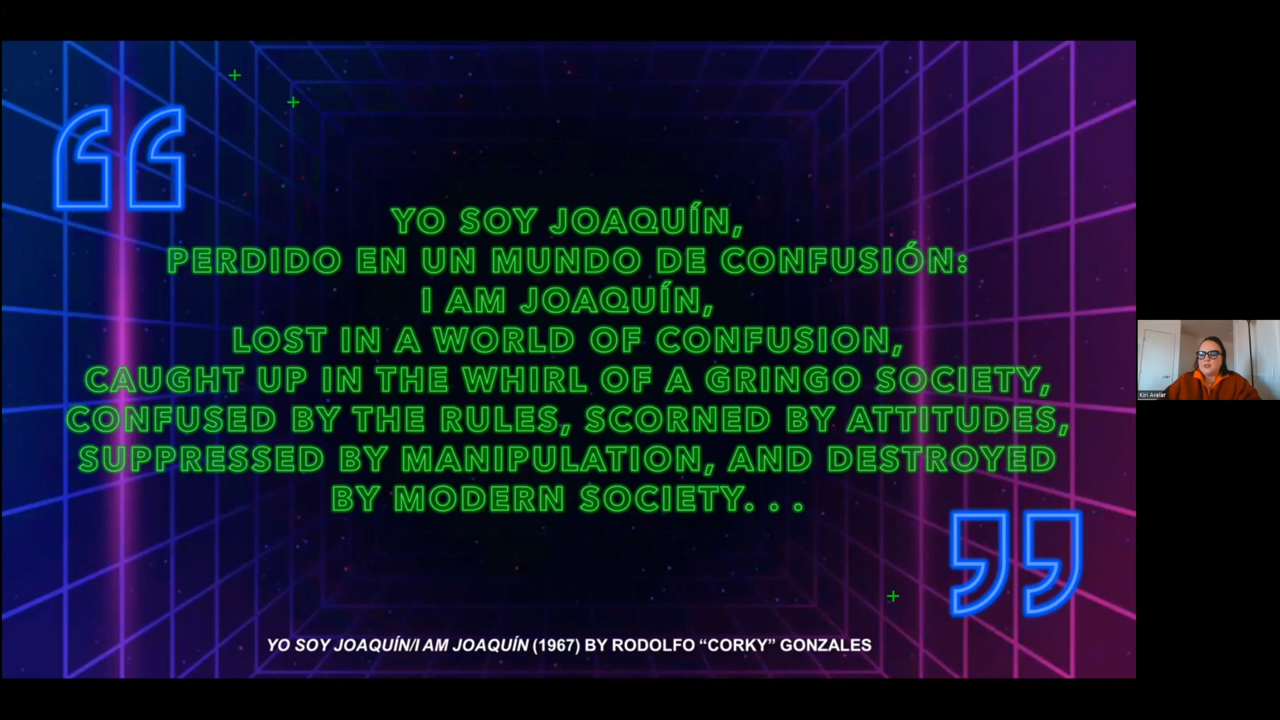 YO SOY JOAQUÍN,
PERDIDO EN UN MUNDO DE CONFUSIÓN:
I AM JOAQUÍN,
LOST IN A WORLD OF CONFUSION,
CAUGHT UP IN THE WHIRL OF A GRINGO SOCIETY,
CONFUSED BY THE RULES, SCORNED BY ATTITUDES,
SUPPRESSED BY MANIPULATION, AND DESTROYED
BY MODERN SOCIETY. . .
YO SOY JOAQUÍN/I AM JOAQUÍN (1967) BY RODOLFO “CORKY” GONZALES
Kiri Avelar